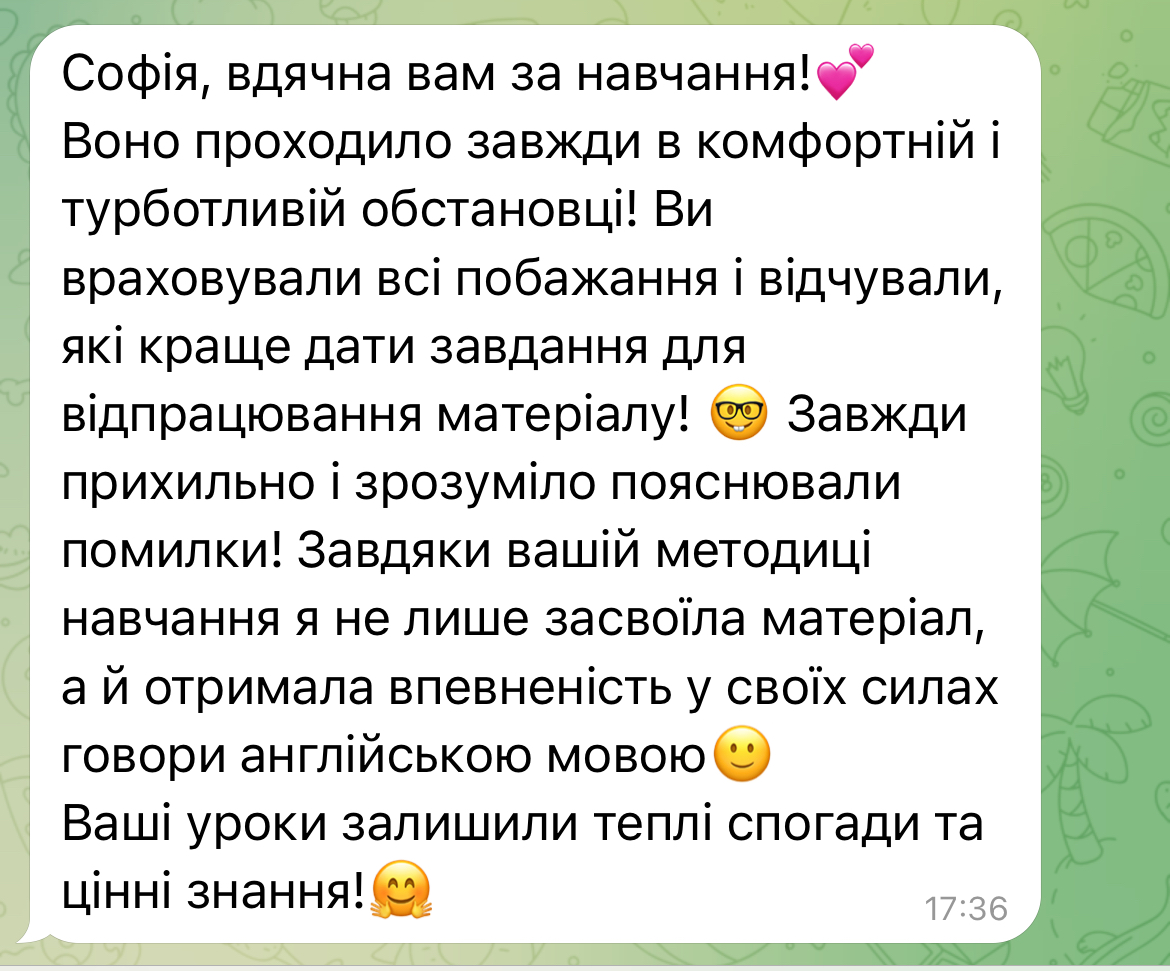 Софія, вдячна вам за навчання!💕
Воно проходило завжди в комфортній і
турботливій обстановці! Ви
враховували всі побажання і відчували,
які краще дати завдання для
відпрацювання матеріалу! 🤓 Завжди
прихильно і зрозуміло пояснювали
помилки! Завдяки вашій методиці
навчання я не лише засвоїла матеріал,
а й отримала впевненість у своїх силах
говори англійською мовою🙂
Ваші уроки залишили теплі спогади та
цінні знання!🤗
17:36